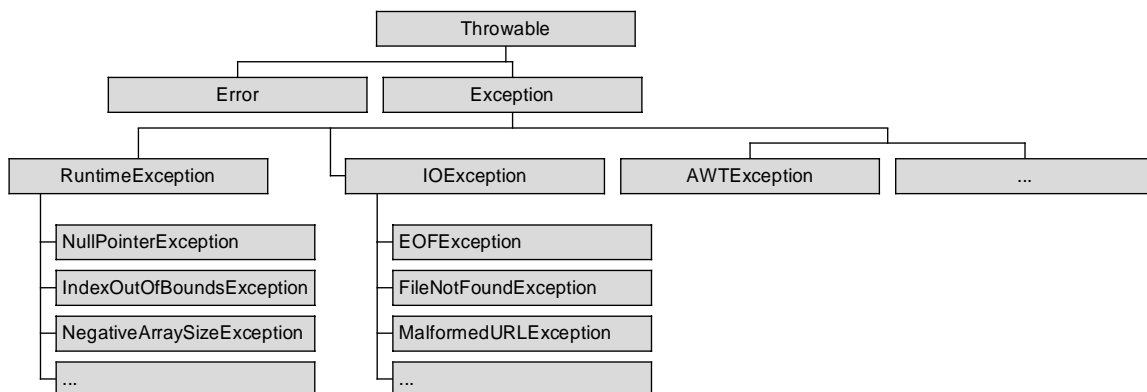 Throwable
Error
Exception
RuntimeException
IOException
AWTException
...
NullPointerException
IndexOutOfBoundsException
NegativeArraySizeException
...
EOFException
FileNotFoundException
MalformedURLException
...